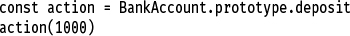 const action = BankAccount.prototype.deposit
action(1000)